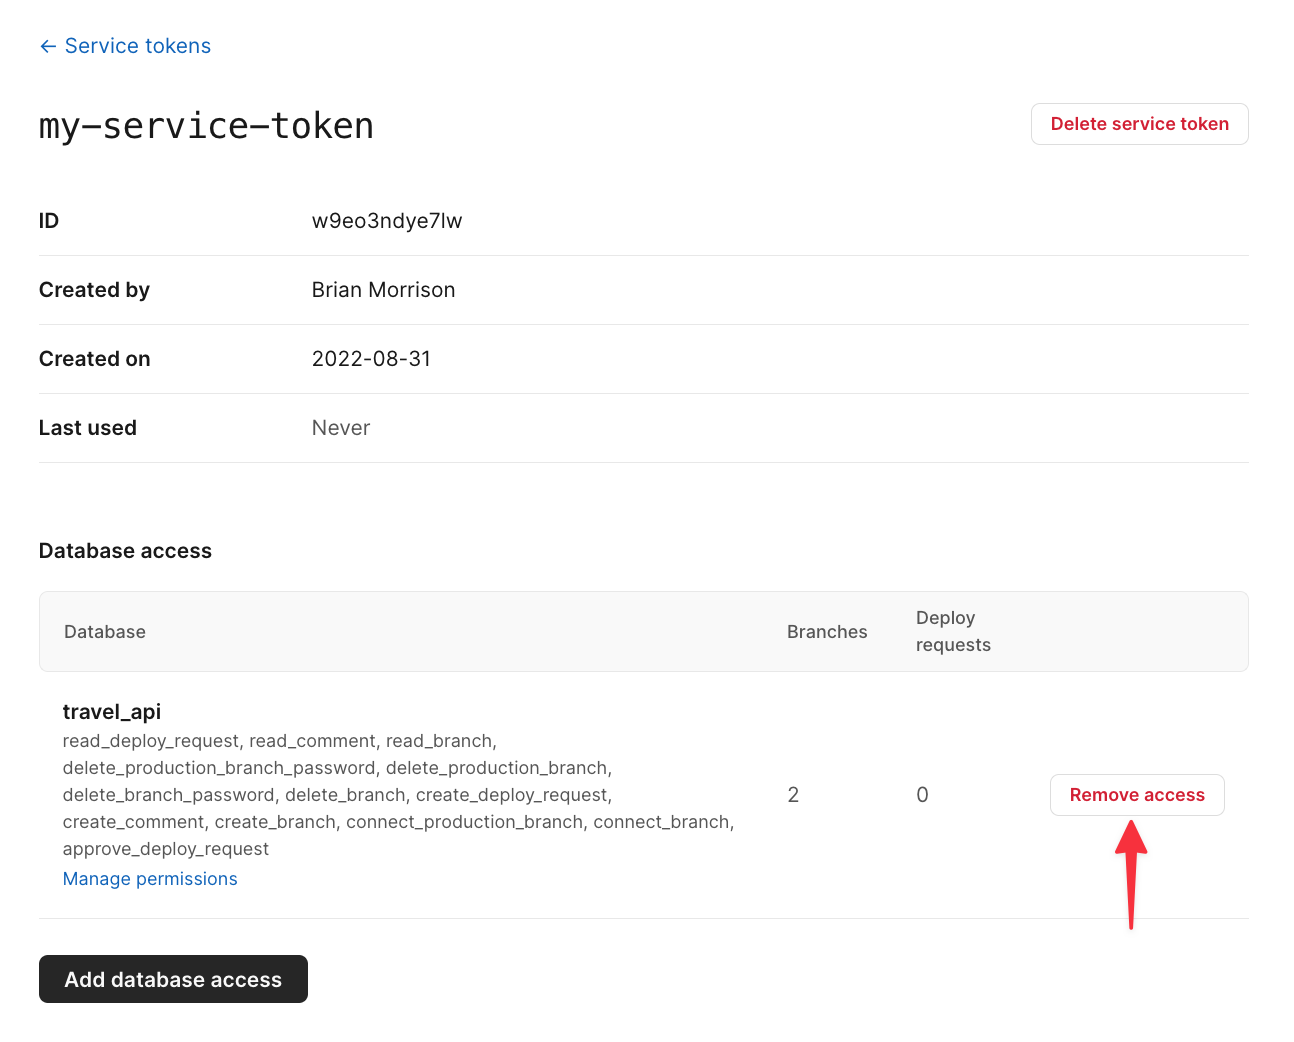 ← Service tokens
my-service-token
Delete service token
ID w9eo3ndye7lw
Created by Brian Morrison
Created on 2022-08-31
Last used Never
Database access
Database Branches Deploy requests
travel_api
read_deploy_request, read_comment, read_branch,
delete_production_branch_password, delete_production_branch,
delete_branch_password, delete_branch, create_deploy_request,
create_comment, create_branch, connect_production_branch, connect_branch,
approve_deploy_request
Manage permissions
2 0 Remove access
Add database access